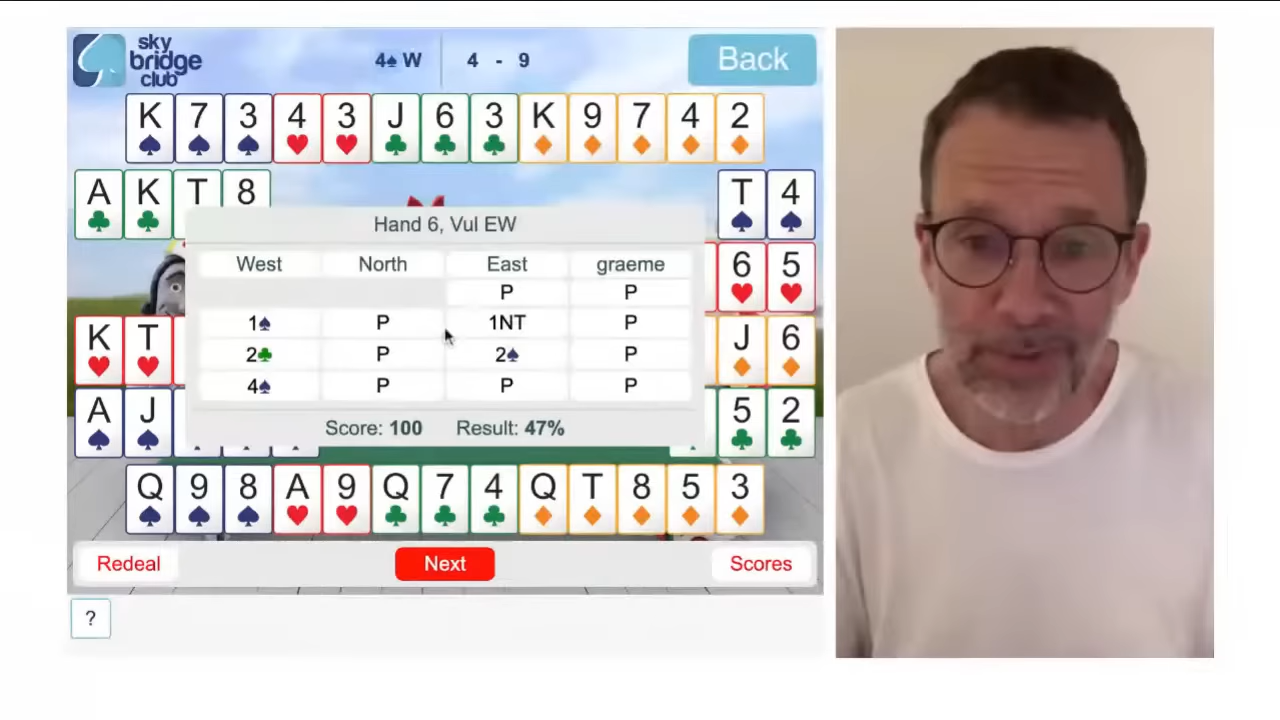 sky
bridge
club
4♠ W 4 - 9
Back
K♠ 7♠ 3♠ 4♥ 3♥ J♣ 6♣ 3♣ K♦ 9♦ 7♦ 4♦ 2♦
A♣ K♣ T 8
T♠ 4♠
Hand 6, Vul EW
West North East graeme
P P
1♠ P 1NT P
2♣ P 2♠ P
4♠ P P P
Score: 100 Result: 47%
6♥ 5♥
K♥ T♥
J♦ 6♦
A♠ J♠
5♣ 2♣
Q♠ 9♠ 8♠ A♥ 9♥ Q♣ 7♣ 4♣ Q♦ T♦ 8♦ 5♦ 3♦
Redeal Next Scores
?